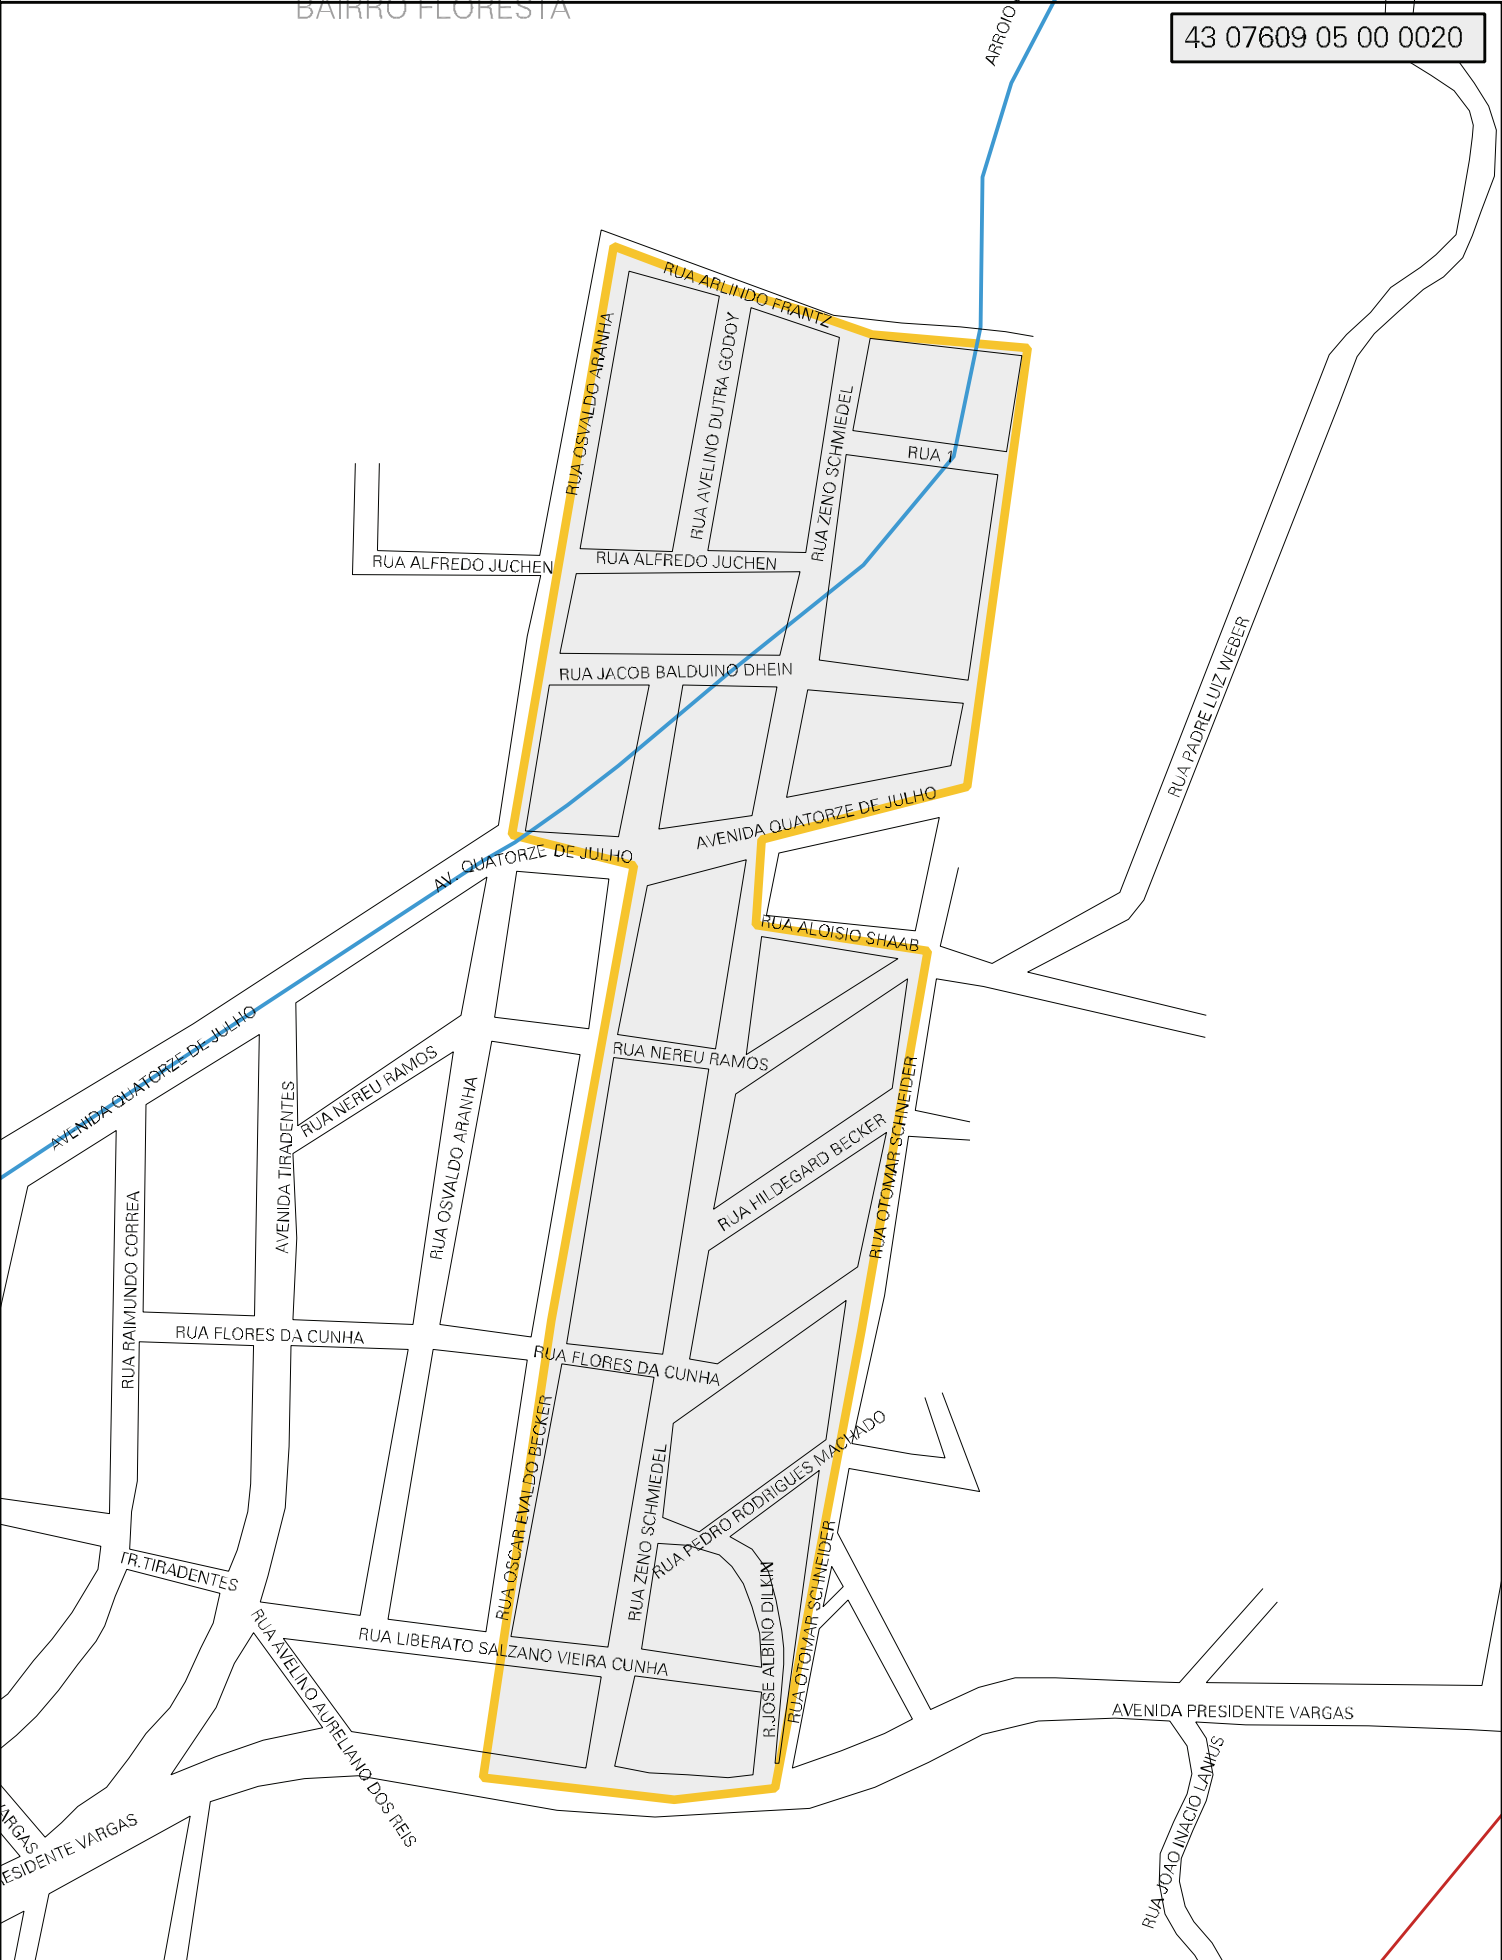 BAIRRO FLORESTA
ARROIO
43 07609 05 00 0020
RUA ARLINDO FRANTZ
RUA OSVALDO ARANHA
RUA AVELINO DUTRA GODOY
RUA ZENO SCHMIEDEL
RUA 1
RUA ALFREDO JUCHEN
RUA ALFREDO JUCHEN
RUA JACOB BALDUINO DHEIN
RUA PADRE LUIZ WEBER
AVENIDA QUATORZE DE JULHO
AV. QUATORZE DE JULHO
RUA ALOISIO SHAAB
AVENIDA QUATORZE DE JULHO
RUA NEREU RAMOS
RUA NEREU RAMOS
AVENIDA TIRADENTES
RUA OSVALDO ARANHA
RUA OTOMAR SCHNEIDER
RUA HILDEGARD BECKER
RUA RAIMUNDO CORREA
RUA FLORES DA CUNHA
RUA FLORES DA CUNHA
RUA OSCAR EVALDO BECKER
RUA ZENO SCHMIEDEL
RUA PEDRO RODRIGUES MACHADO
TR.TIRADENTES
RUA OTOMAR SCHNEIDER
R.JOSE ALBINO DILKIN
RUA LIBERATO SALZANO VIEIRA CUNHA
RUA AVELINO AURELIANO DOS REIS
AVENIDA PRESIDENTE VARGAS
RUA JOAO INACIO LANIUS
VARGAS
ESIDENTE VARGAS